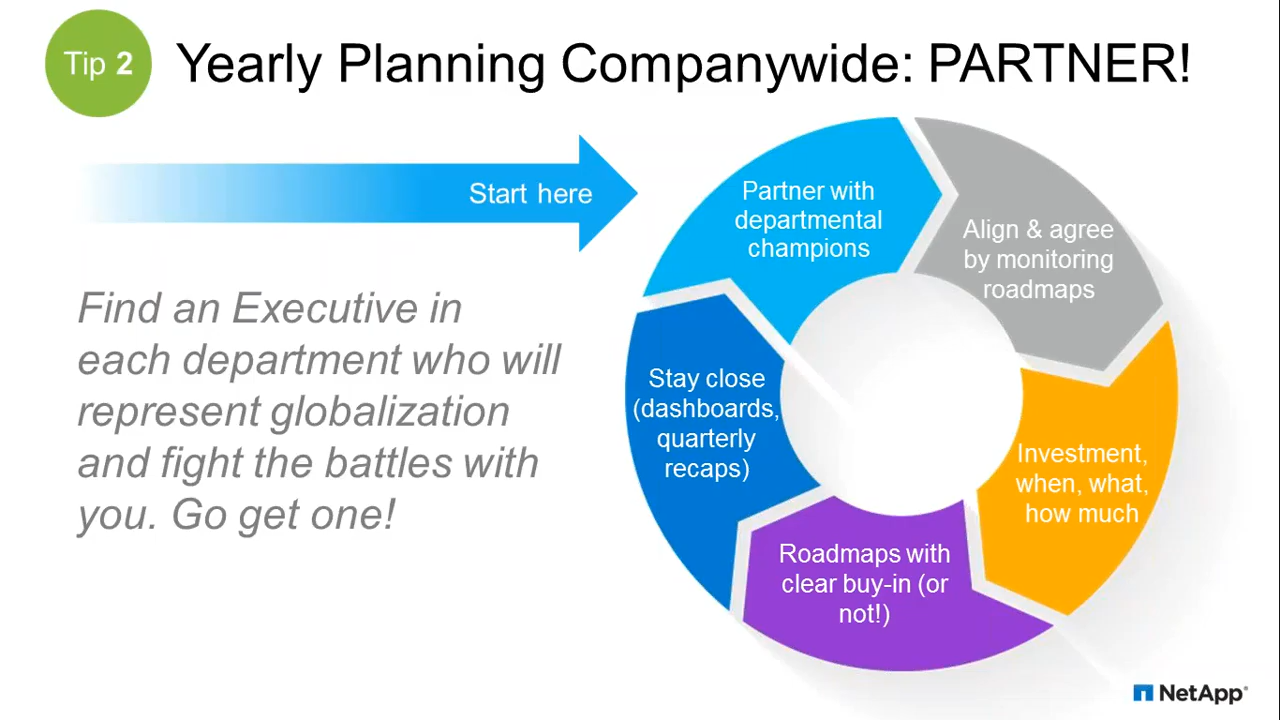 Tip 2
Yearly Planning Companywide: PARTNER!
Start here
Find an Executive in
each department who will
represent globalization
and fight the battles with
you. Go get one!
Partner with
departmental
champions
Align & agree
by monitoring
roadmaps
Investment,
when, what,
how much
Roadmaps with
clear buy-in (or
not!)
Stay close
(dashboards,
quarterly
recaps)
NetApp